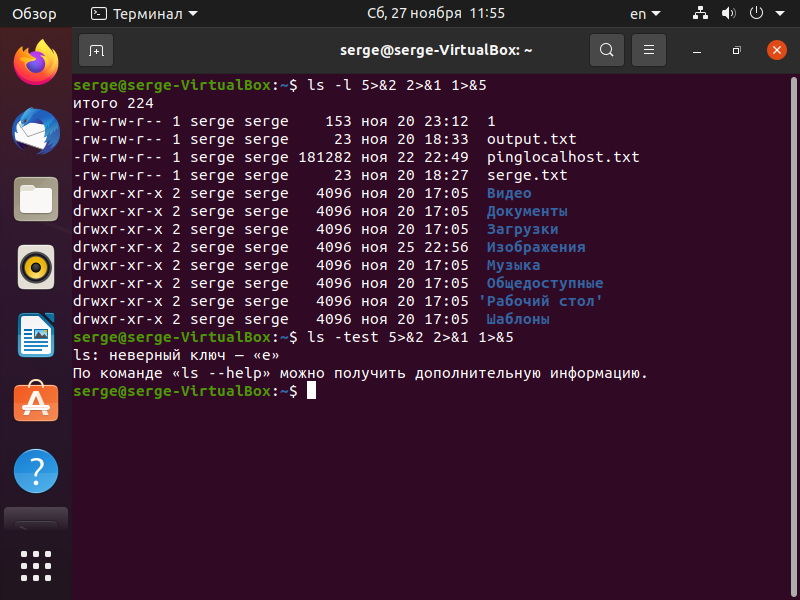 Обзор Терминал Сб, 27 ноября 11:55 en
serge@serge-VirtualBox: ~
serge@serge-VirtualBox:~$ ls -l 5>&2 2>&1 1>&5
итого 224
-rw-rw-r-- 1 serge serge    153 ноя 20 23:12  1
-rw-rw-r-- 1 serge serge     23 ноя 20 18:33  output.txt
-rw-rw-r-- 1 serge serge 181282 ноя 22 22:49  pinglocalhost.txt
-rw-rw-r-- 1 serge serge     23 ноя 20 18:27  serge.txt
drwxr-xr-x 2 serge serge   4096 ноя 20 17:05  Видео
drwxr-xr-x 2 serge serge   4096 ноя 20 17:05  Документы
drwxr-xr-x 2 serge serge   4096 ноя 20 17:05  Загрузки
drwxr-xr-x 2 serge serge   4096 ноя 25 22:56  Изображения
drwxr-xr-x 2 serge serge   4096 ноя 20 17:05  Музыка
drwxr-xr-x 2 serge serge   4096 ноя 20 17:05  Общедоступные
drwxr-xr-x 2 serge serge   4096 ноя 20 17:05 'Рабочий стол'
drwxr-xr-x 2 serge serge   4096 ноя 20 17:05  Шаблоны
serge@serge-VirtualBox:~$ ls -test 5>&2 2>&1 1>&5
ls: неверный ключ — «e»
По команде «ls --help» можно получить дополнительную информацию.
serge@serge-VirtualBox:~$